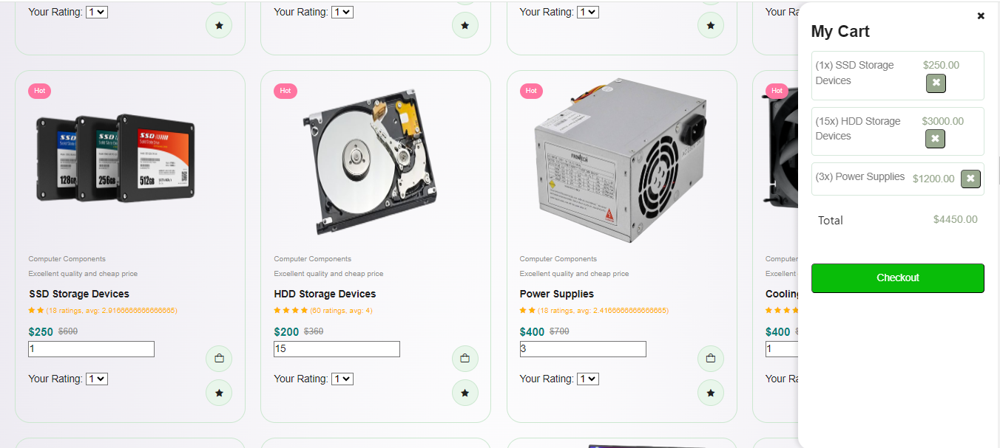 Your Rating: 1
Your Rating: 1
Your Rating: 1
Your Ra
My Cart
(1x) SSD Storage
Devices
$250.00
(15x) HDD Storage
Devices
$3000.00
(3x) Power Supplies
$1200.00
Total
$4450.00
Checkout
Hot
SSD
SSD
SSD
Solid State Drive
128GB
256GB
512GB
Computer Components
Excellent quality and cheap price
SSD Storage Devices
(18 ratings, avg: 2.9166666666666665)
$250 $600
1
Your Rating: 1
Hot
Computer Components
Excellent quality and cheap price
HDD Storage Devices
(60 ratings, avg: 4)
$200 $360
15
Your Rating: 1
Hot
FRONTECH
Computer Components
Excellent quality and cheap price
Power Supplies
(18 ratings, avg: 2.4166666666666665)
$400 $700
3
Your Rating: 1
Hot
Computer
Excellent
Cooling
$400
1
Your Ra